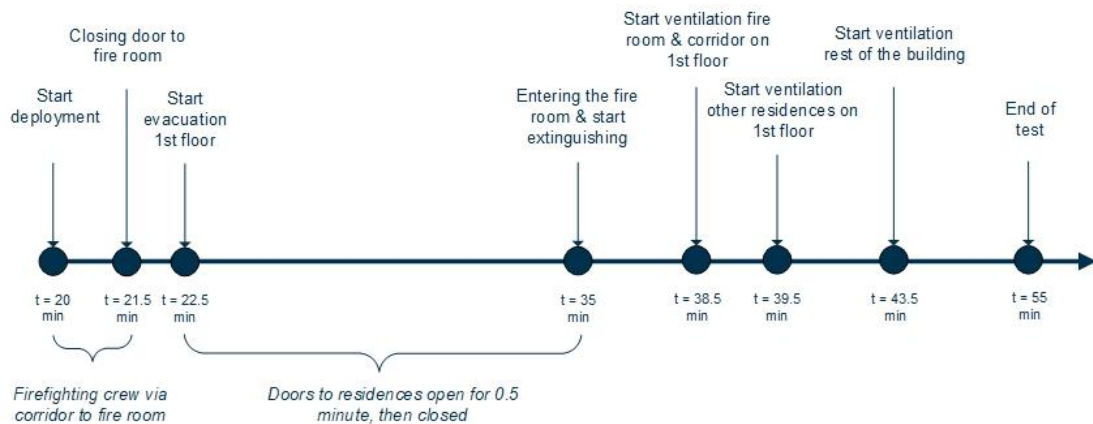 Closing door to
fire room
Start
deployment
Start
evacuation
1st floor
Entering the fire
room & start
extinguishing
Start ventilation fire
room & corridor on
1st floor
Start ventilation
other residences on
1st floor
Start ventilation
rest of the building
End of
test
t = 20
min
t = 21.5
min
t = 22.5
min
t = 35
min
t = 38.5
min
t = 39.5
min
t = 43.5
min
t = 55
min
Firefighting crew via
corridor to fire room
Doors to residences open for 0.5
minute, then closed